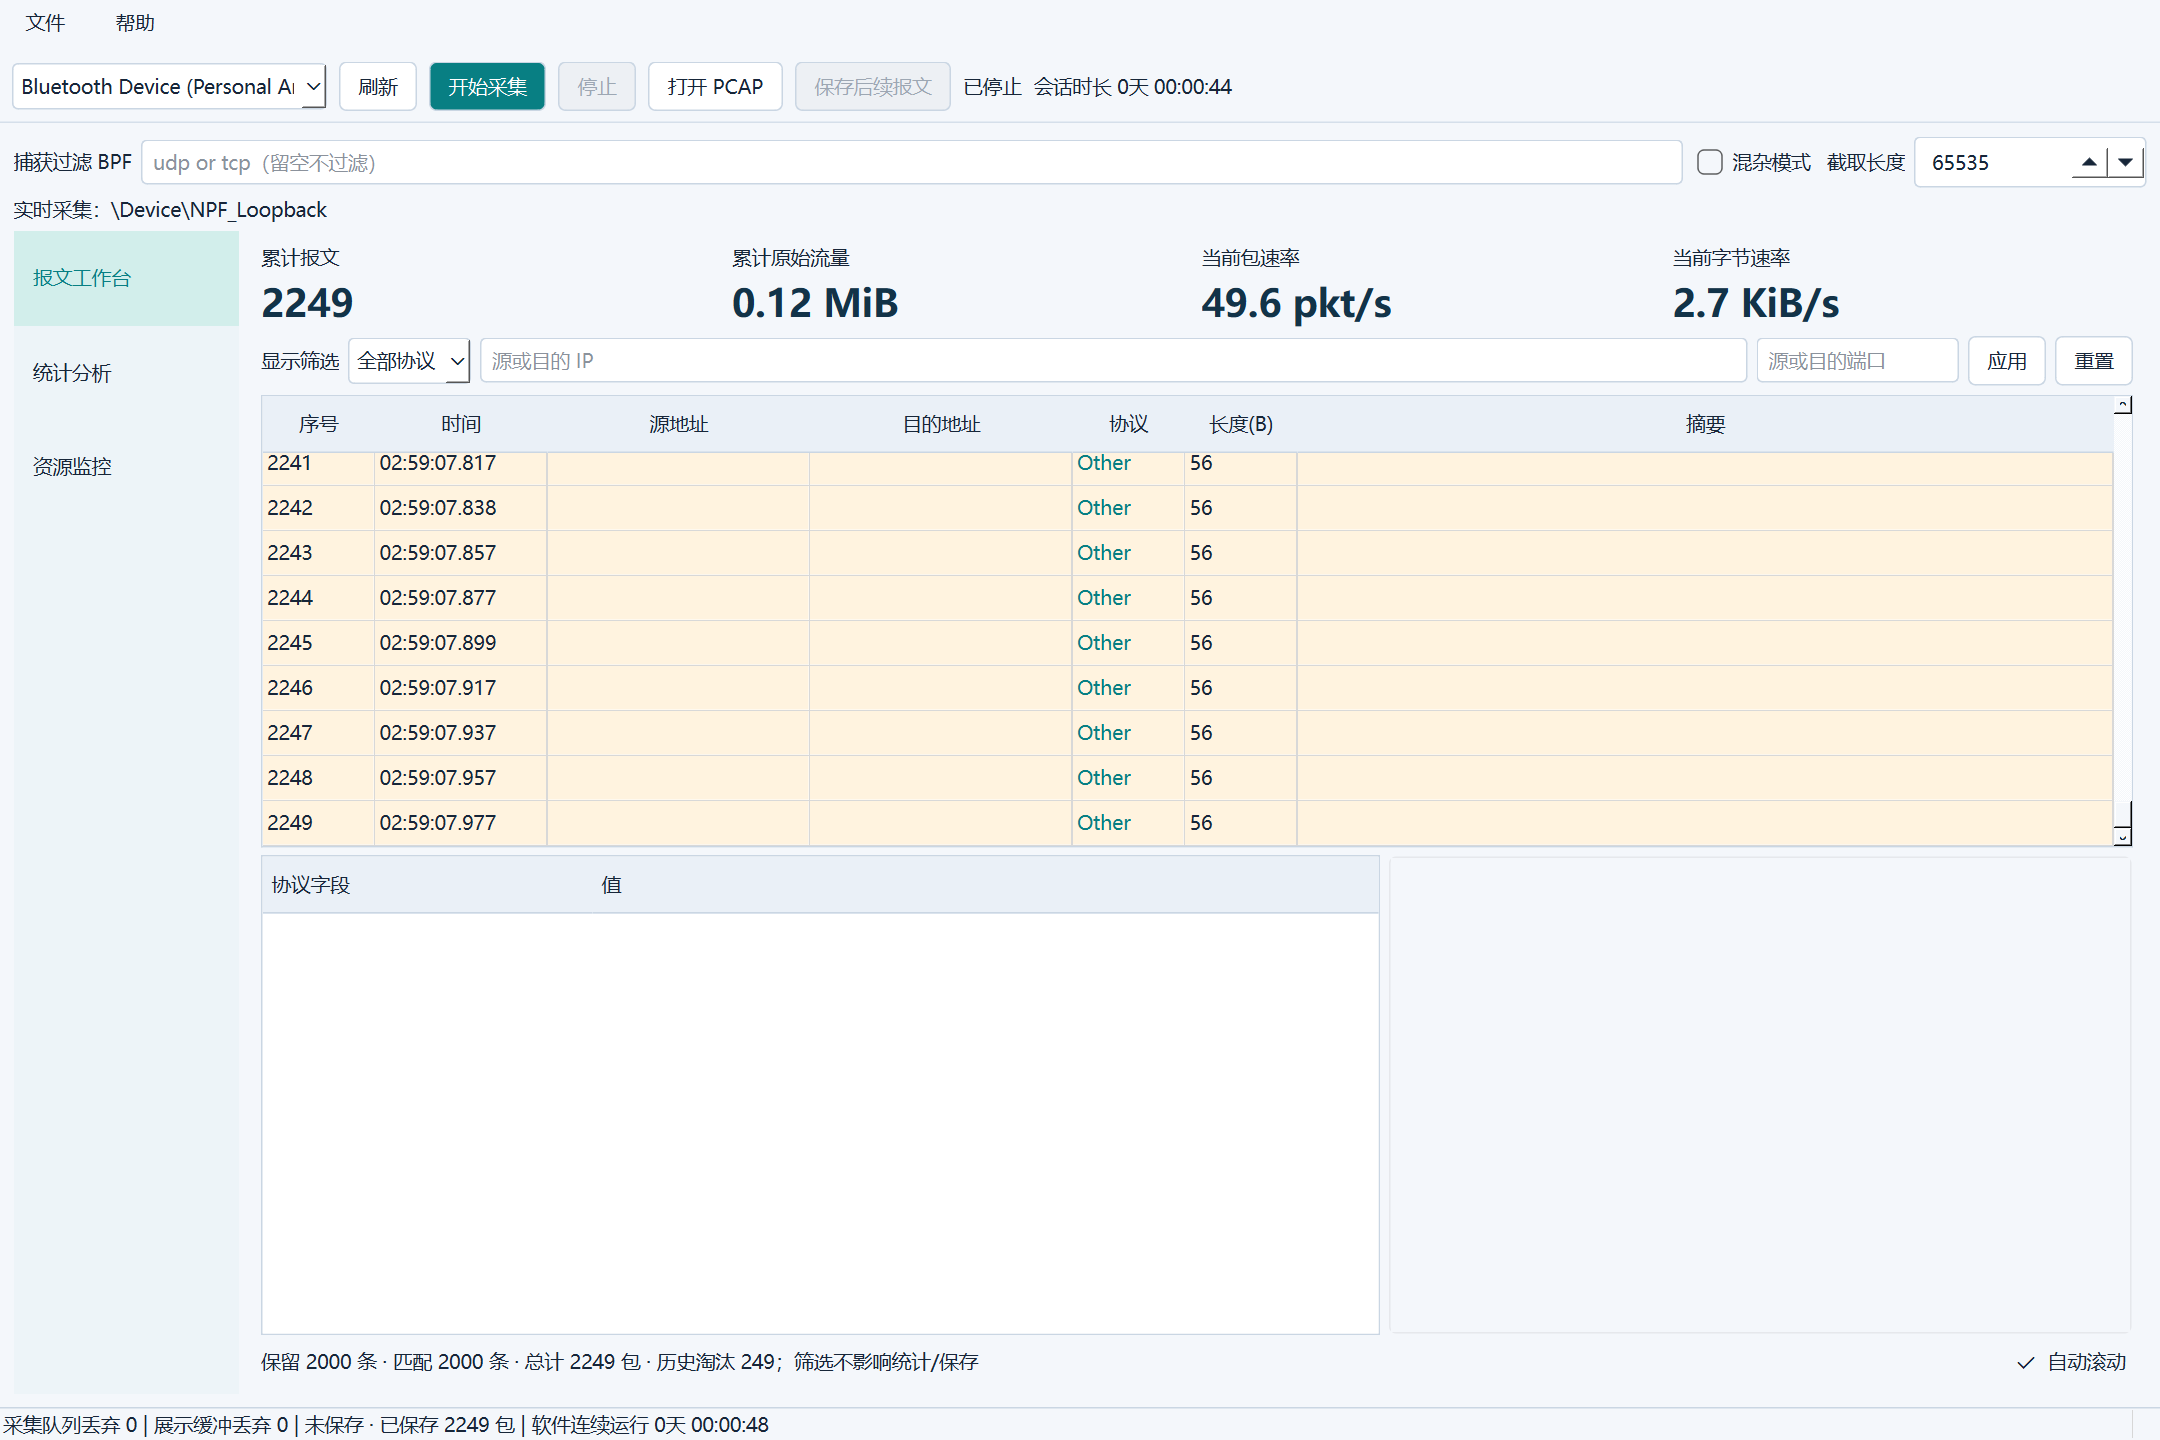 文件 帮助
Bluetooth Device (Personal Ar 刷新 开始采集 停止 打开 PCAP 保存后续报文 已停止 会话时长 0天 00:00:44
捕获过滤 BPF udp or tcp (留空不过滤) 混杂模式 截取长度 65535
实时采集: \Device\NPF_Loopback
报文工作台
统计分析
资源监控
累计报文 累计原始流量 当前包速率 当前字节速率
2249 0.12 MiB 49.6 pkt/s 2.7 KiB/s
显示筛选 全部协议 源或目的 IP 源或目的端口 应用 重置
序号 时间 源地址 目的地址 协议 长度(B) 摘要
2241 02:59:07.817 Other 56
2242 02:59:07.838 Other 56
2243 02:59:07.857 Other 56
2244 02:59:07.877 Other 56
2245 02:59:07.899 Other 56
2246 02:59:07.917 Other 56
2247 02:59:07.937 Other 56
2248 02:59:07.957 Other 56
2249 02:59:07.977 Other 56
协议字段 值
保留 2000 条 · 匹配 2000 条 · 总计 2249 包 · 历史淘汰 249；筛选不影响统计/保存 自动滚动
采集队列丢弃 0 | 展示缓冲丢弃 0 | 未保存 · 已保存 2249 包 | 软件连续运行 0天 00:00:48